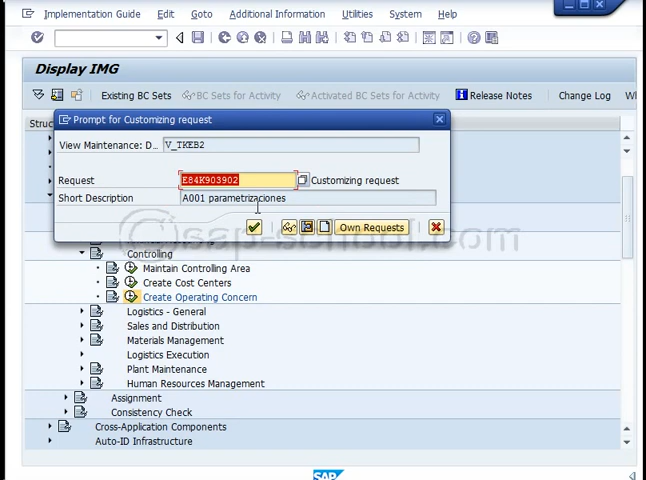 Implementation Guide Edit Goto Additional Information Utilities System Help
Display IMG
Existing BC Sets BC Sets for Activity Activated BC Sets for Activity Release Notes Change Log
Prompt for Customizing request
View Maintenance: D... V_TKEB2
Request E84K903902 Customizing request
Short Description A001 parametrizaciones
Own Requests
©sap-school.com
Controlling
Maintain Controlling Area
Create Cost Centers
Create Operating Concern
Logistics - General
Sales and Distribution
Materials Management
Logistics Execution
Plant Maintenance
Human Resources Management
Assignment
Consistency Check
Cross-Application Components
Auto-ID Infrastructure
SAP